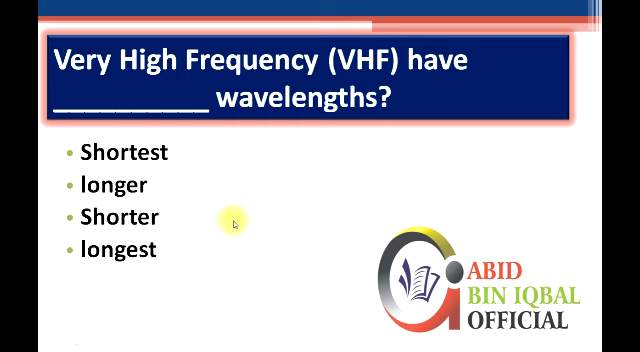 Very High Frequency (VHF) have
__________ wavelengths?
• Shortest
• longer
• Shorter
• longest
ABID
BIN IQBAL
OFFICIAL